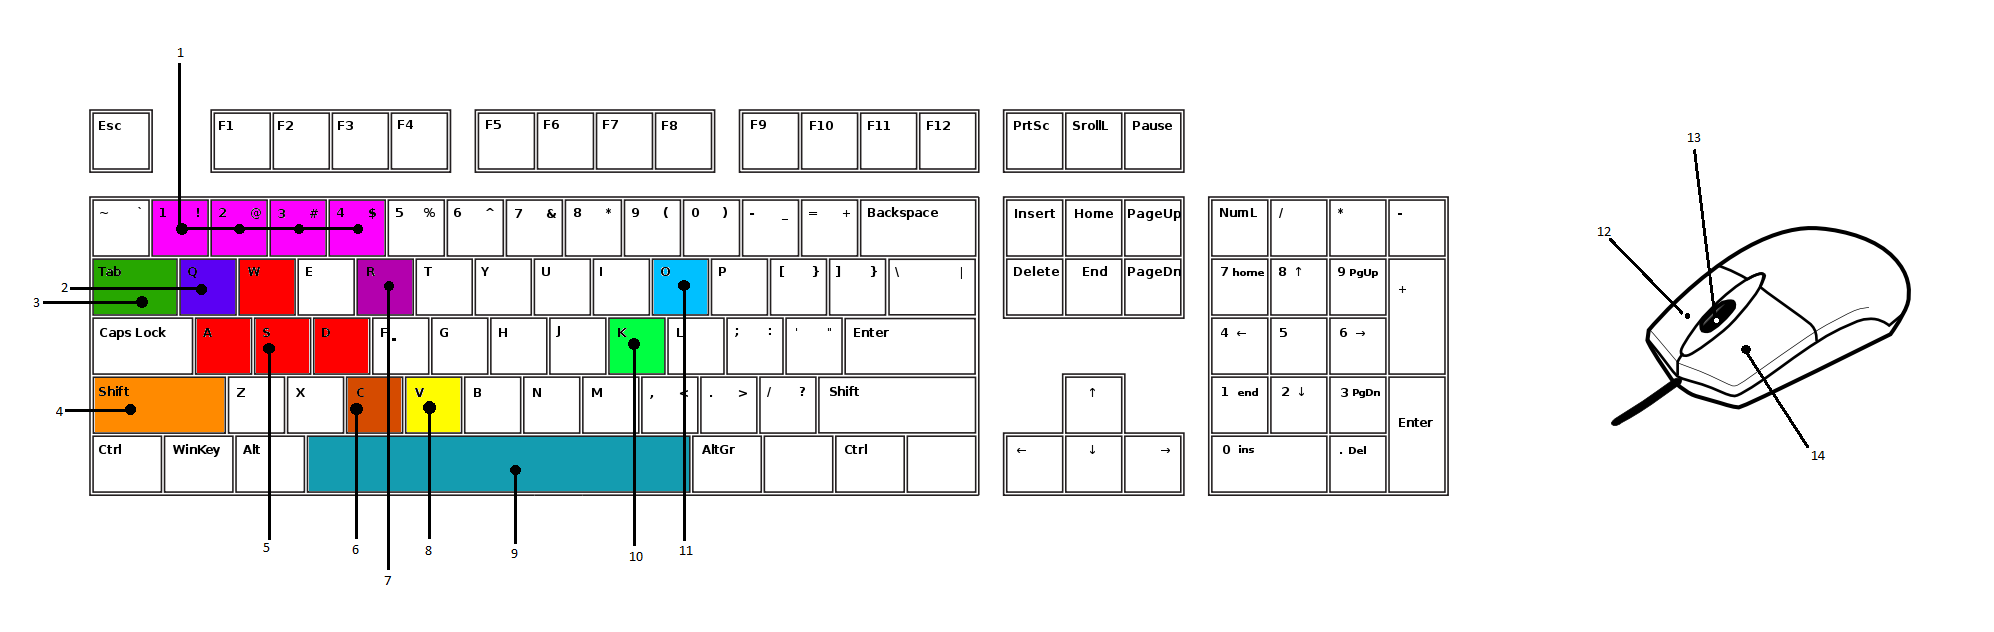 1
13
Esc F1 F2 F3 F4 F5 F6 F7 F8 F9 F10 F11 F12 PrtSc SrollL Pause
~ ` 1 ! 2 @ 3 # 4 $ 5 % 6 ^ 7 & 8 * 9 ( 0 ) - _ = + Backspace Insert Home PageUp NumL / * -
12
Tab Q W E R T Y U I O P [ } ] } \ | Delete End PageDn 7 home 8 ↑ 9 PgUp +
2
3
Caps Lock A S D F - G H J K L ; : ' " Enter 4 ← 5 6 →
Shift Z X C V B N M , < . > / ? Shift ↑ 1 end 2 ↓ 3 PgDn Enter
4
Ctrl WinKey Alt AltGr Ctrl ← ↓ → 0 ins . Del
14
5 6 8 9 10 11
7